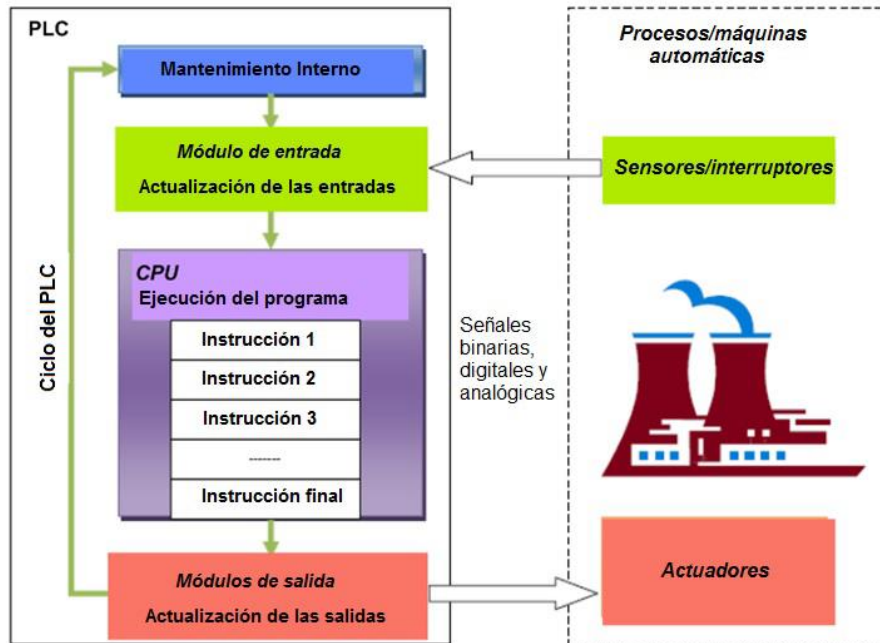 PLC
Mantenimiento Interno
Módulo de entrada
Actualización de las entradas
CPU
Ejecución del programa
Instrucción 1
Instrucción 2
Instrucción 3
-------
Instrucción final
Módulos de salida
Actualización de las salidas
Ciclo del PLC
Señales
binarias,
digitales y
analógicas
Procesos/máquinas
automáticas
Sensores/interruptores
Actuadores